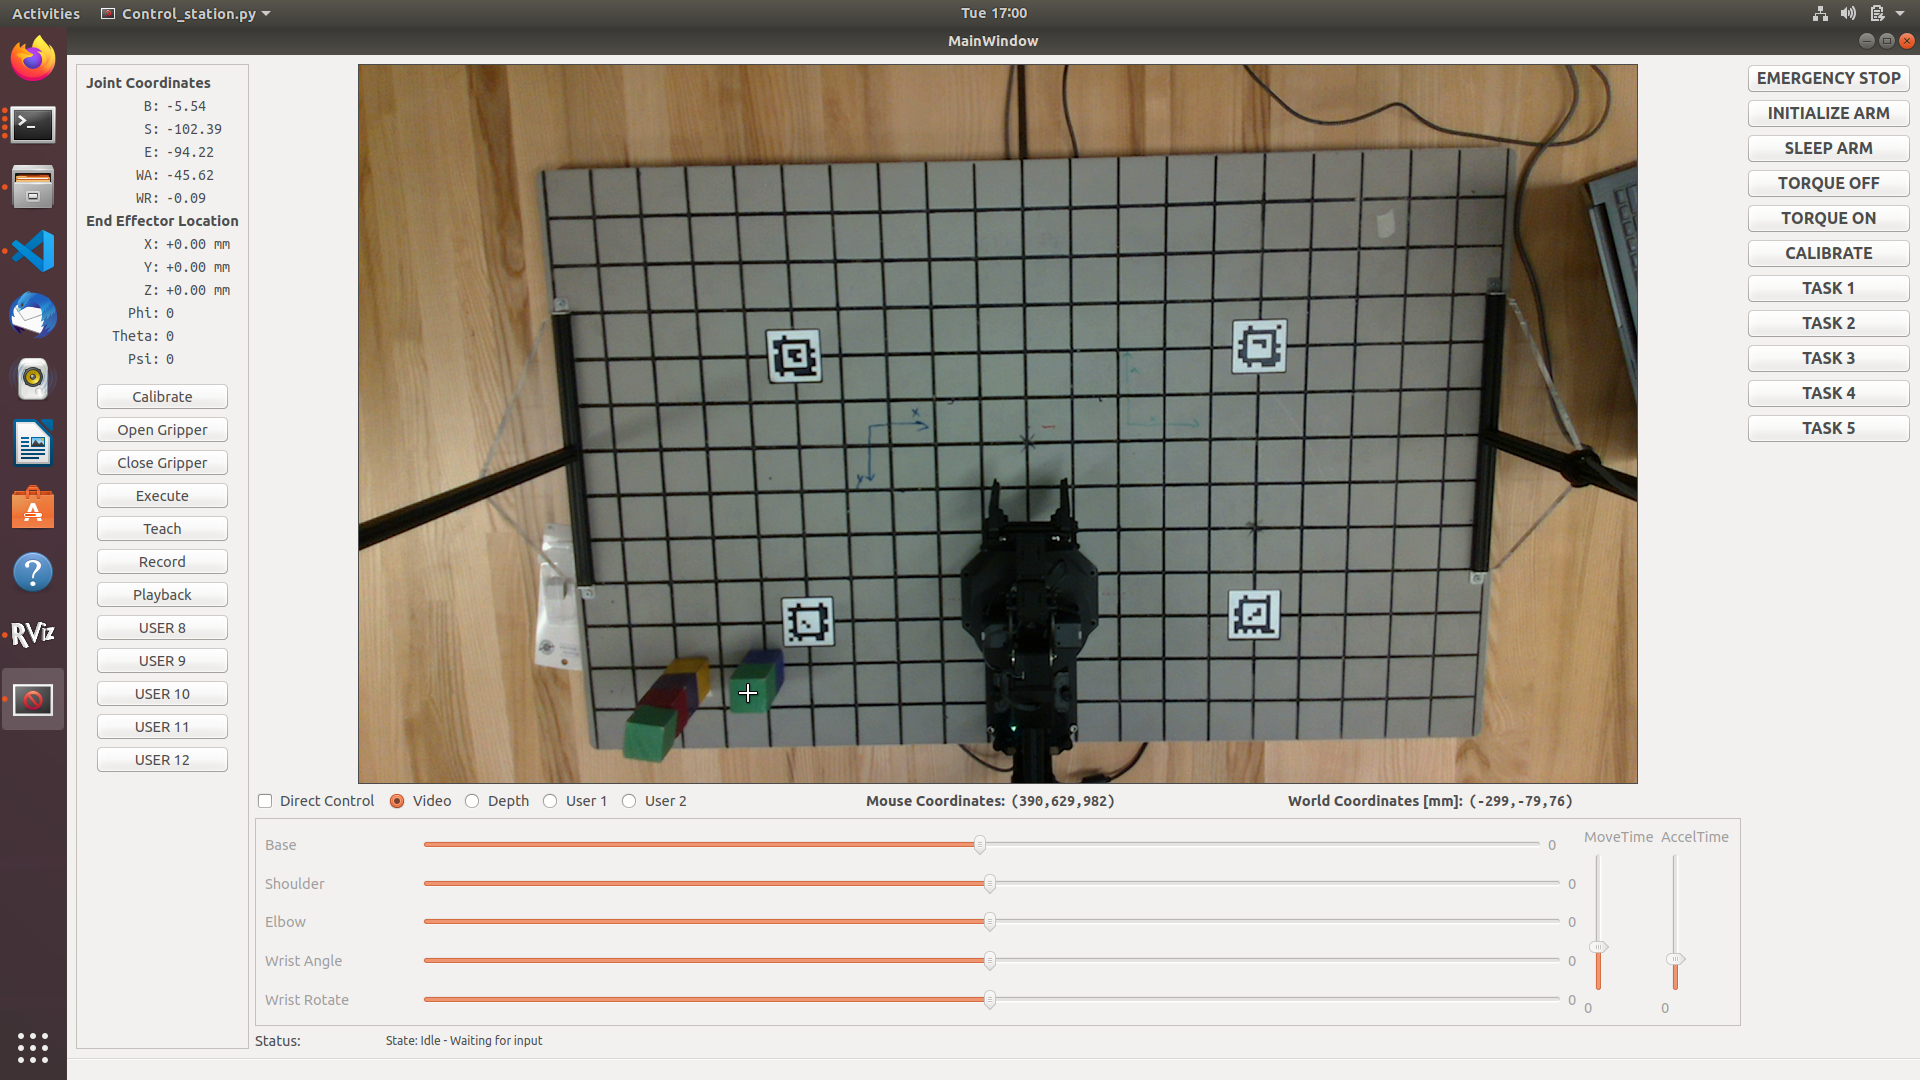 Activities
Control_station.py
Tue 17:00
MainWindow
Joint Coordinates
B: -5.54
S: -102.39
E: -94.22
WA: -45.62
WR: -0.09
End Effector Location
X: +0.00 mm
Y: +0.00 mm
Z: +0.00 mm
Phi: 0
Theta: 0
Psi: 0
Calibrate
Open Gripper
Close Gripper
Execute
Teach
Record
Playback
USER 8
USER 9
USER 10
USER 11
USER 12
RViz
x
y
EMERGENCY STOP
INITIALIZE ARM
SLEEP ARM
TORQUE OFF
TORQUE ON
CALIBRATE
TASK 1
TASK 2
TASK 3
TASK 4
TASK 5
Direct Control
Video
Depth
User 1
User 2
Mouse Coordinates: (390,629,982)
World Coordinates [mm]: (-299,-79,76)
Base 0
Shoulder 0
Elbow 0
Wrist Angle 0
Wrist Rotate 0
MoveTime AccelTime
0 0
Status: State: Idle - Waiting for input